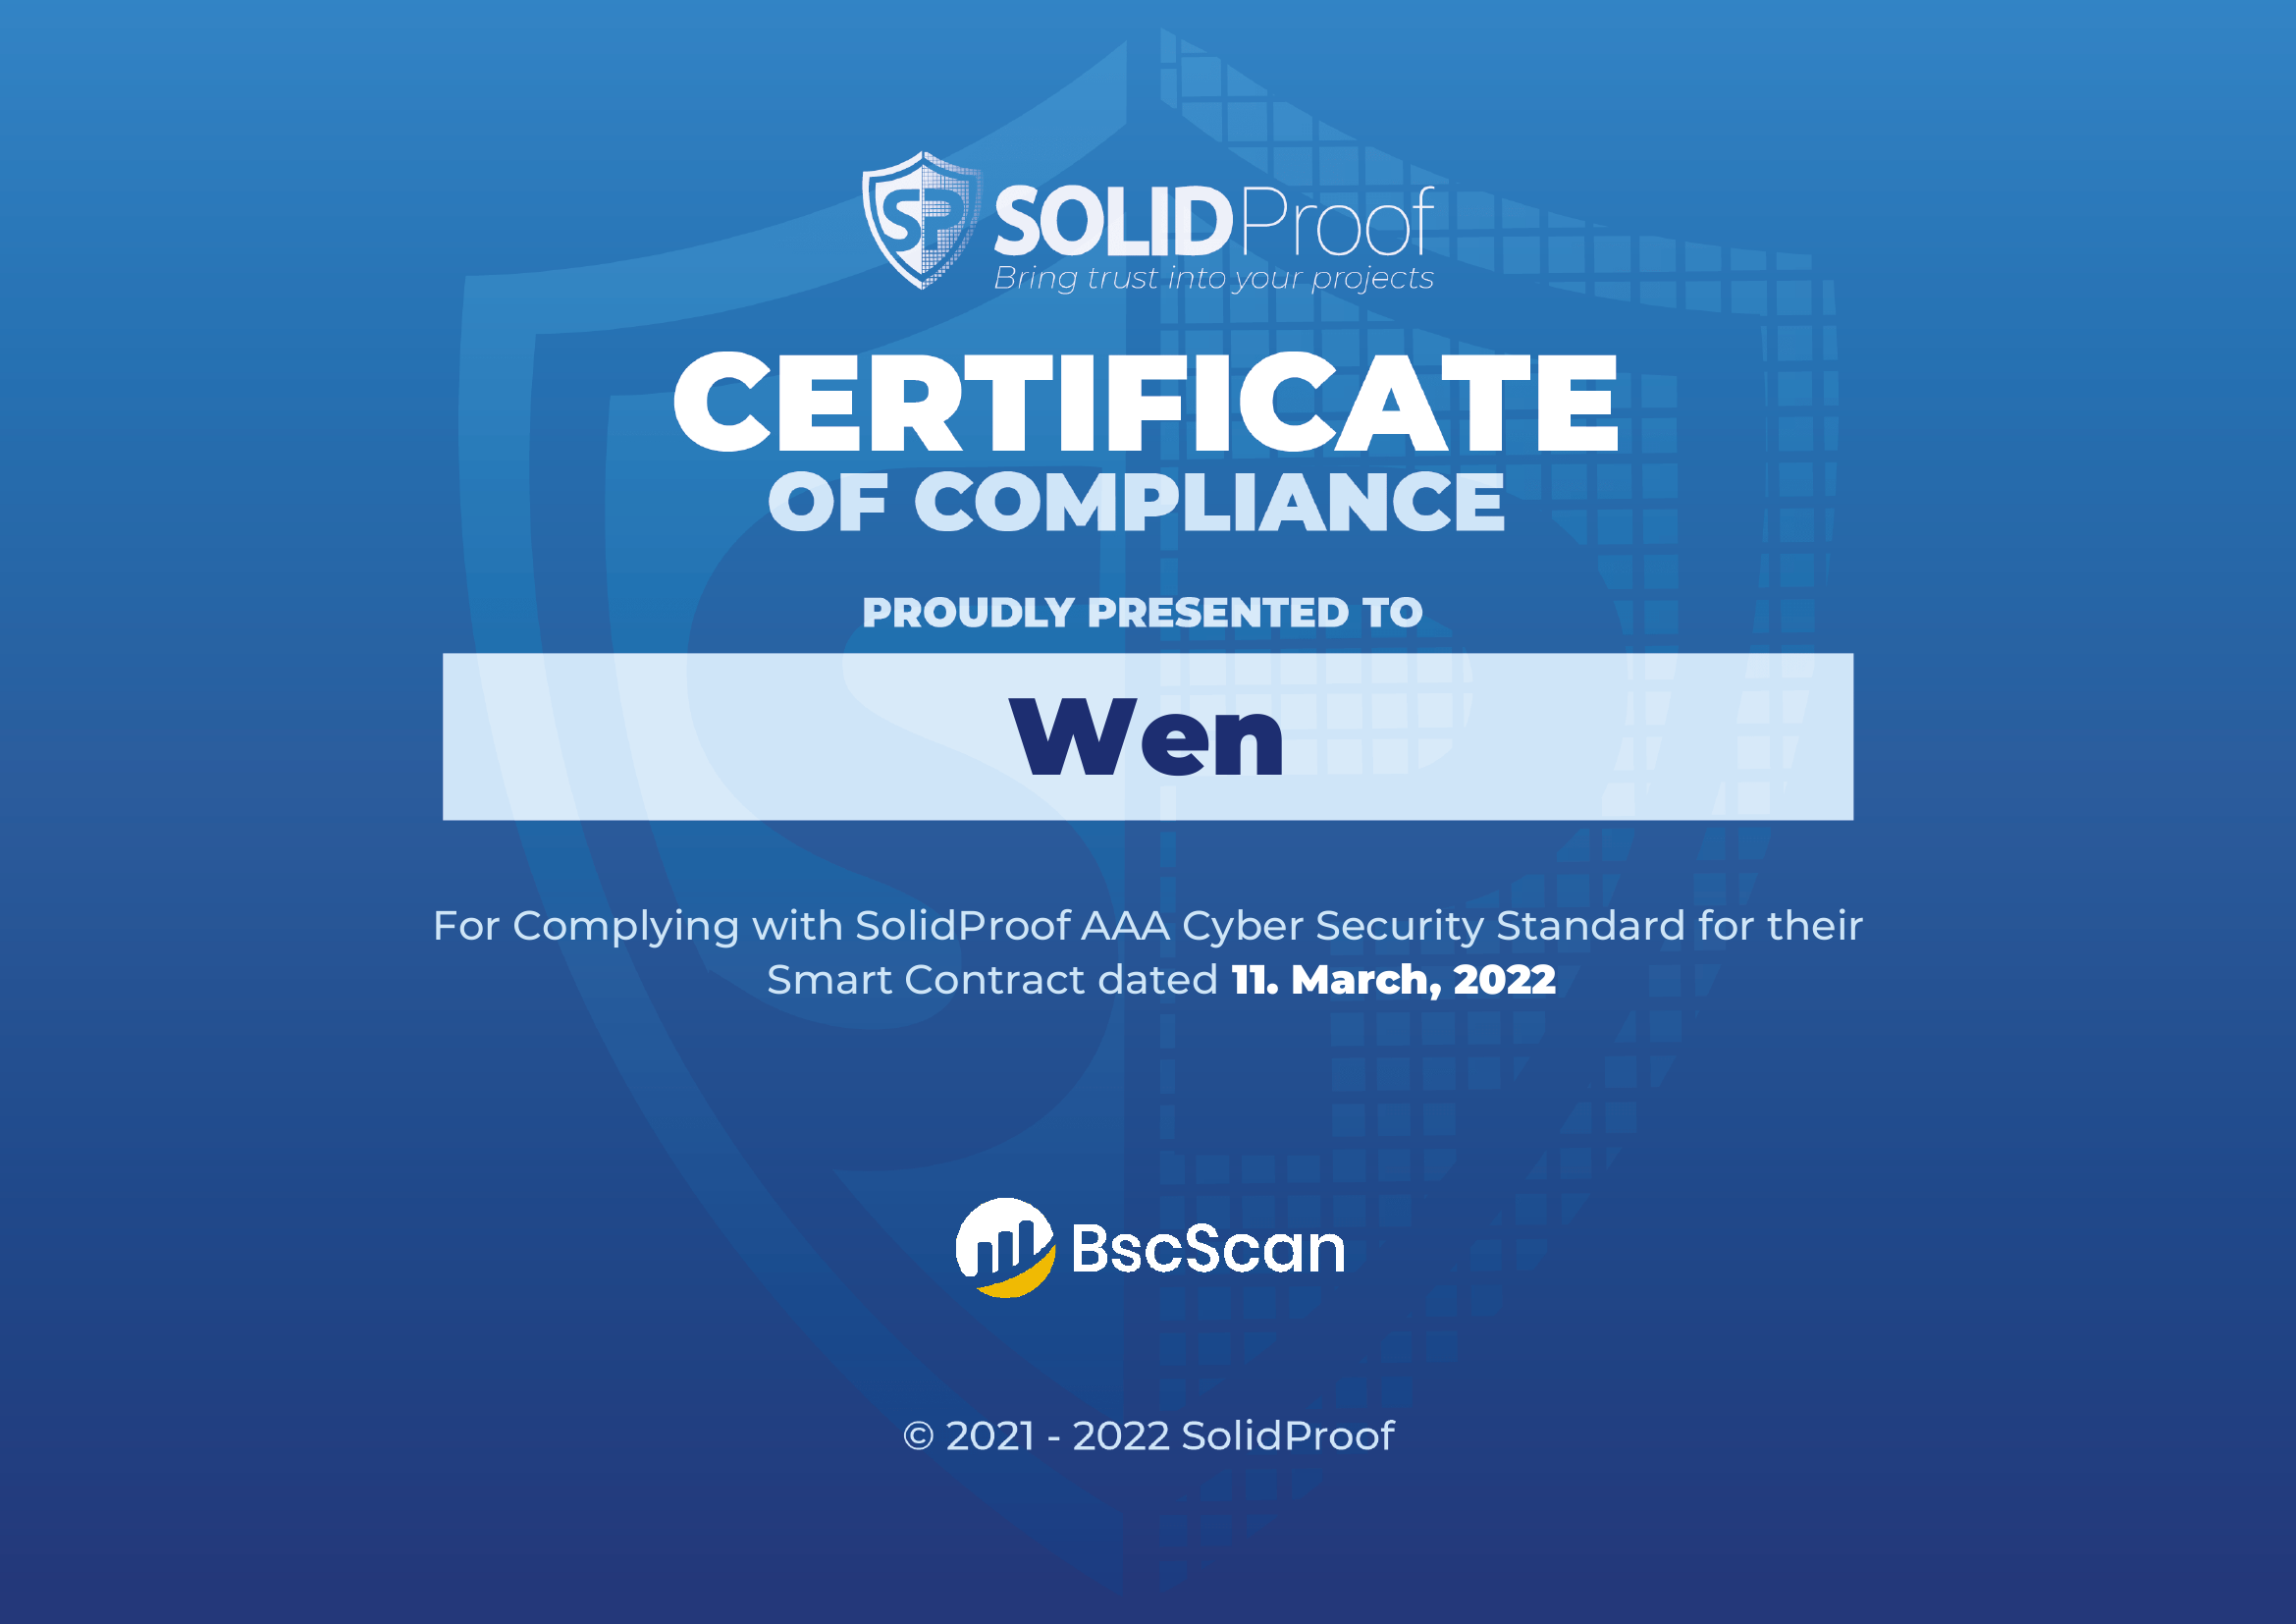 SP
SOLIDProof
Bring trust into your projects
CERTIFICATE
OF COMPLIANCE
PROUDLY PRESENTED TO
Wen
For Complying with SolidProof AAA Cyber Security Standard for their
Smart Contract dated 11. March, 2022
BscScan
© 2021 - 2022 SolidProof